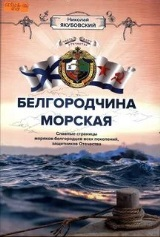 Николай
ЯКУБОВСКИЙ
БЕЛГОРОДЧИНА
МОРСКАЯ
Славные страницы
моряков-белгородцев всех поколений,
защитников Отечества